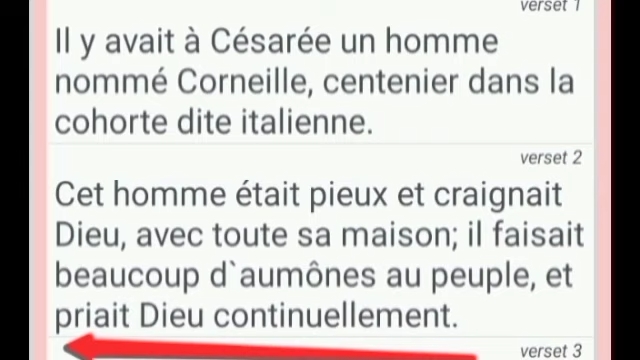 verset 1
Il y avait à Césarée un homme
nommé Corneille, centenier dans la
cohorte dite italienne.
verset 2
Cet homme était pieux et craignait
Dieu, avec toute sa maison; il faisait
beaucoup d`aumônes au peuple, et
priait Dieu continuellement.
verset 3